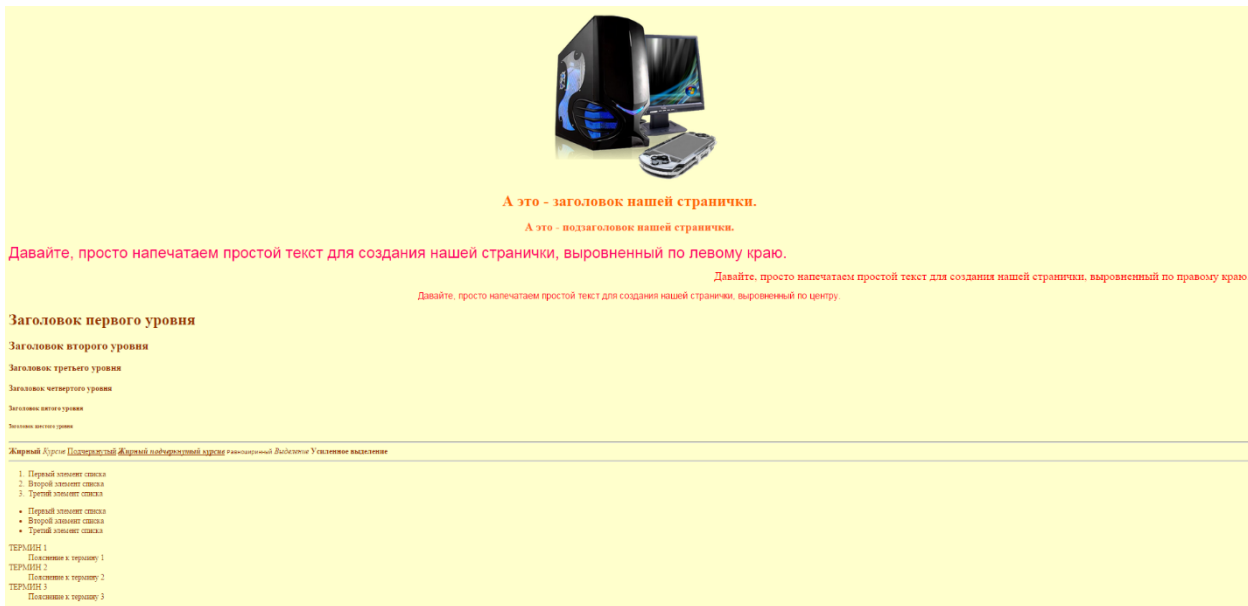 А это - заголовок нашей странички.
А это - подзаголовок нашей странички.
Давайте, просто напечатаем простой текст для создания нашей странички, выровненный по левому краю.
Давайте, просто напечатаем простой текст для создания нашей странички, выровненный по правому краю
Давайте, просто напечатаем простой текст для создания нашей странички, выровненный по центру.
Заголовок первого уровня
Заголовок второго уровня
Заголовок третьего уровня
Заголовок четвертого уровня
Заголовок пятого уровня
Заголовок шестого уровня
Жирный Курсив Подчеркнутый Жирный подчеркнутый курсив Равноширинный Выделение Усиленное выделение
1. Первый элемент списка
2. Второй элемент списка
3. Третий элемент списка
• Первый элемент списка
• Второй элемент списка
• Третий элемент списка
ТЕРМИН 1
Пояснение к термину 1
ТЕРМИН 2
Пояснение к термину 2
ТЕРМИН 3
Пояснение к термину 3